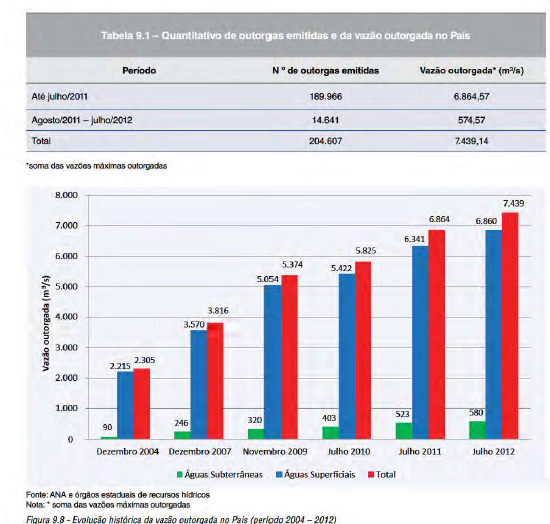 Tabela 9.1 – Quantitativo de outorgas emitidas e da vazão outorgada no País
Período N º de outorgas emitidas Vazão outorgada* (m³/s)
Até julho/2011 189.966 6.864,57
Agosto/2011 – julho/2012 14.641 574,57
Total 204.607 7.439,14
*soma das vazões máximas outorgadas
Vazão outorgada (m³/s)
8.000
7.000
6.000
5.000
4.000
3.000
2.000
1.000
0
90 2.215 2.305
246 3.570 3.816
320 5.054 5.374
403 5.422 5.825
523 6.341 6.864
580 6.860 7.439
Dezembro 2004 Dezembro 2007 Novembro 2009 Julho 2010 Julho 2011 Julho 2012
Águas Subterrâneas Águas Superficiais Total
Fonte: ANA e órgãos estaduais de recursos hídricos
Nota: * soma das vazões máximas outorgadas
Figura 9.8 - Evolução histórica da vazão outorgada no País (período 2004 – 2012)